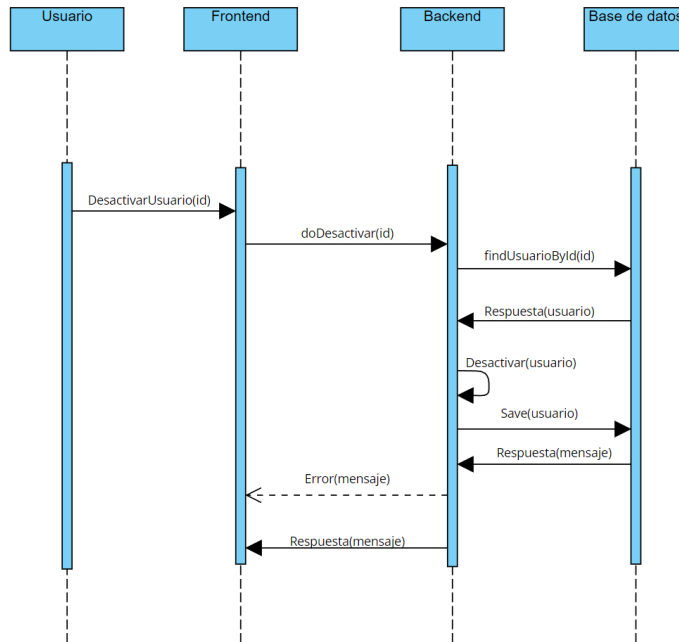 Usuario
Frontend
Backend
Base de datos
DesactivarUsuario(id)
doDesactivar(id)
findUsuarioById(id)
Respuesta(usuario)
Desactivar(usuario)
Save(usuario)
Respuesta(mensaje)
Error(mensaje)
Respuesta(mensaje)